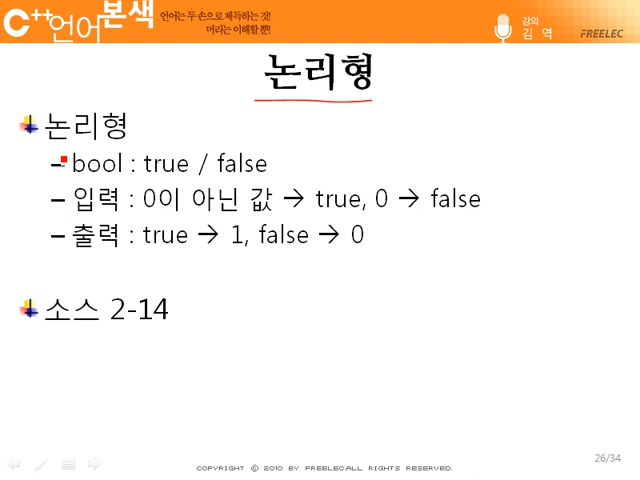 C++언어본색
언어는 두 손으로 체득하는 것!
머리는 이해할 뿐!
강의
김 역
FREELEC
논리형
논리형
– bool : true / false
– 입력 : 0이 아닌 값 → true, 0 → false
– 출력 : true → 1, false → 0
소스 2-14
26/34
COPYRIGHT © 2010 BY FREELEC.ALL RIGHTS RESERVED.